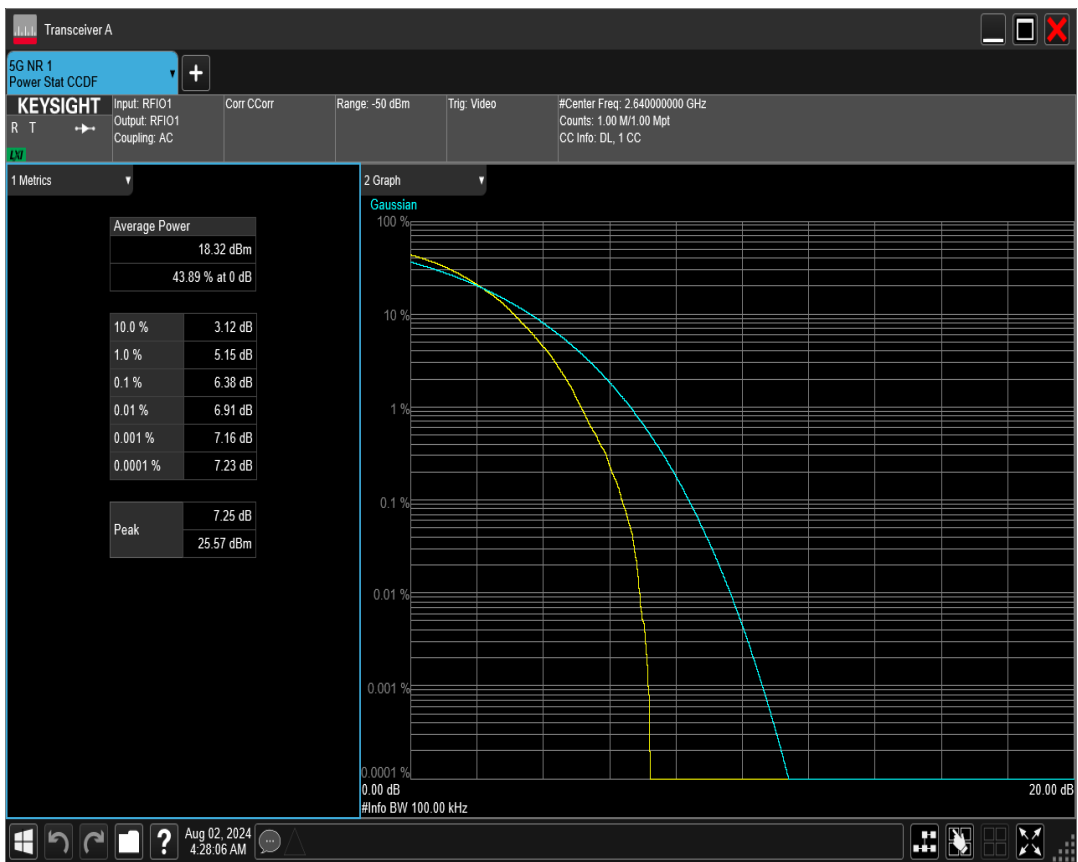 Transceiver A
5G NR 1
Power Stat CCDF
+
KEYSIGHT
R T
LXI
Input: RFIO1
Output: RFIO1
Coupling: AC
Corr CCorr
Range: -50 dBm
Trig: Video
#Center Freq: 2.640000000 GHz
Counts: 1.00 M/1.00 Mpt
CC Info: DL, 1 CC
1 Metrics
Average Power
18.32 dBm
43.89 % at 0 dB
10.0 % 3.12 dB
1.0 % 5.15 dB
0.1 % 6.38 dB
0.01 % 6.91 dB
0.001 % 7.16 dB
0.0001 % 7.23 dB
Peak
7.25 dB
25.57 dBm
2 Graph
Gaussian
100 %
10 %
1 %
0.1 %
0.01 %
0.001 %
0.0001 %
0.00 dB
20.00 dB
#Info BW 100.00 kHz
?
Aug 02, 2024
4:28:06 AM